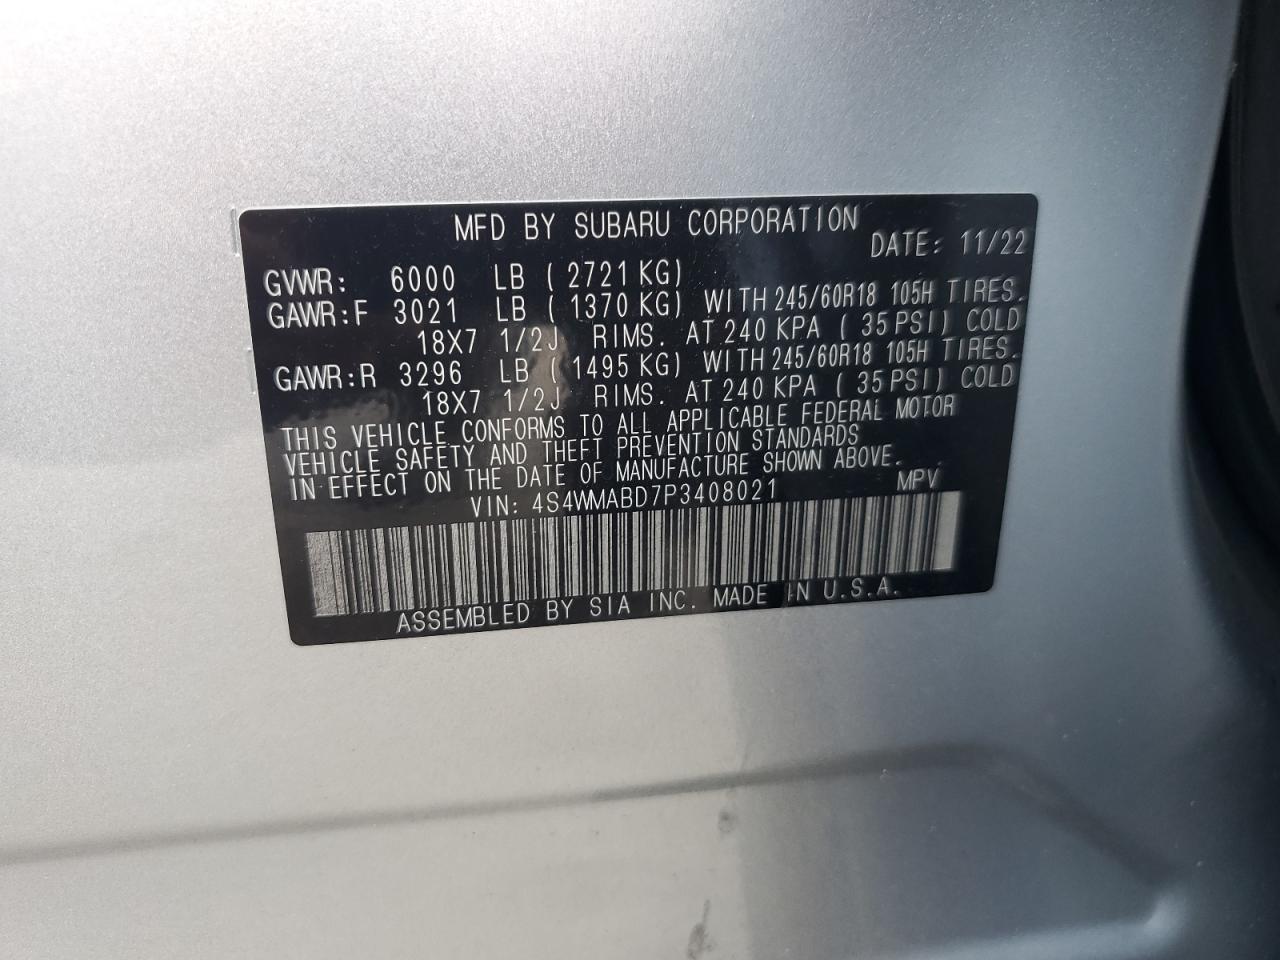 MFD BY SUBARU CORPORATION
DATE: 11/22
GVWR: 6000 LB ( 2721 KG)
GAWR:F 3021 LB ( 1370 KG) WITH 245/60R18 105H TIRES.
18X7 1/2J RIMS. AT 240 KPA ( 35 PSI) COLD
GAWR:R 3296 LB ( 1495 KG) WITH 245/60R18 105H TIRES.
18X7 1/2J RIMS. AT 240 KPA ( 35 PSI) COLD
THIS VEHICLE CONFORMS TO ALL APPLICABLE FEDERAL MOTOR
VEHICLE SAFETY AND THEFT PREVENTION STANDARDS
IN EFFECT ON THE DATE OF MANUFACTURE SHOWN ABOVE.
VIN: 4S4WMABD7P3408021 MPV
ASSEMBLED BY SIA INC. MADE IN U.S.A.